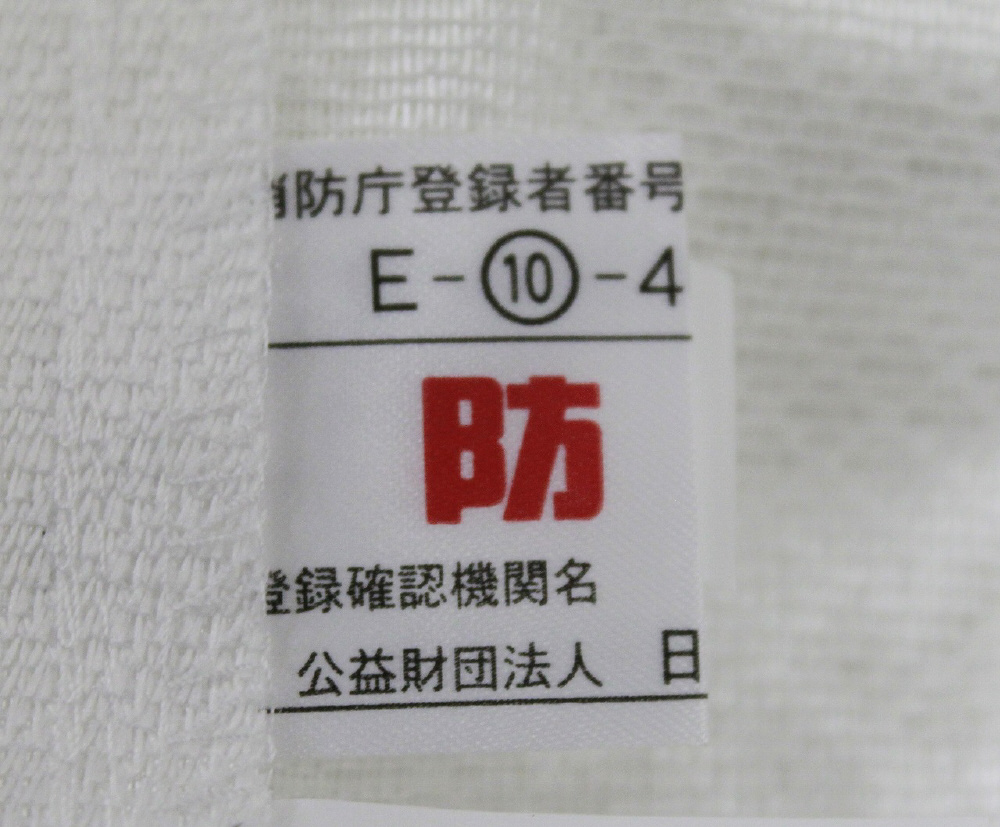 消防庁登録者番号
E-⑩-4
防
登録確認機関名
公益財団法人 日